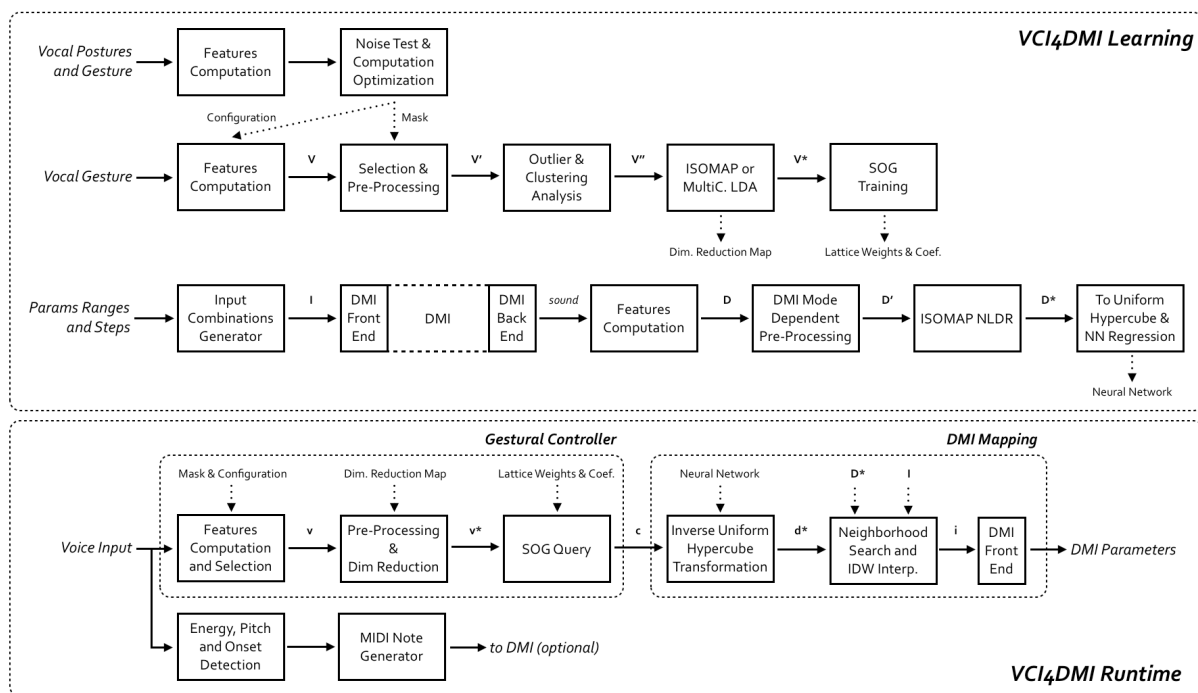 VCI4DMI Learning
Vocal Postures
and Gesture
Features
Computation
Noise Test &
Computation
Optimization
Configuration
Mask
Vocal Gesture
Features
Computation
V
Selection &
Pre-Processing
V'
Outlier &
Clustering
Analysis
V''
ISOMAP or
MultiC. LDA
V*
SOG
Training
Dim. Reduction Map
Lattice Weights & Coef.
Params Ranges
and Steps
Input
Combinations
Generator
I
DMI
Front
End
DMI
DMI
Back
End
sound
Features
Computation
D
DMI Mode
Dependent
Pre-Processing
D'
ISOMAP NLDR
D*
To Uniform
Hypercube &
NN Regression
Neural Network
Gestural Controller
DMI Mapping
Mask & Configuration
Dim. Reduction Map
Lattice Weights & Coef.
Neural Network
D*
I
Voice Input
Features
Computation
and Selection
v
Pre-Processing
&
Dim Reduction
v*
SOG Query
c
Inverse Uniform
Hypercube
Transformation
d*
Neighborhood
Search and
IDW Interp.
i
DMI
Front
End
DMI Parameters
Energy, Pitch
and Onset
Detection
MIDI Note
Generator
to DMI (optional)
VCI4DMI Runtime